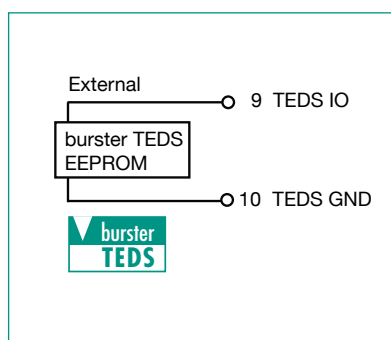 External
9 TEDS IO
burster TEDS
EEPROM
10 TEDS GND
burster
TEDS